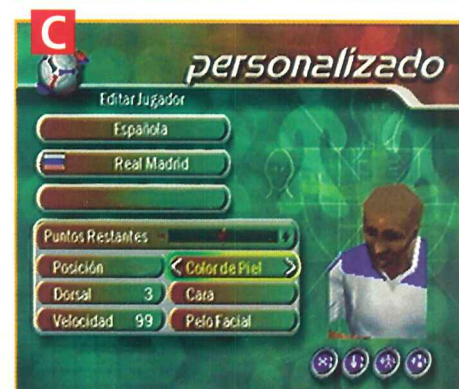 C
personalizado
Editar Jugador
Española
Real Madrid
Puntos Restantes
Posición
Color de Piel
Dorsal 3
Cara
Velocidad 99
Pelo Facial